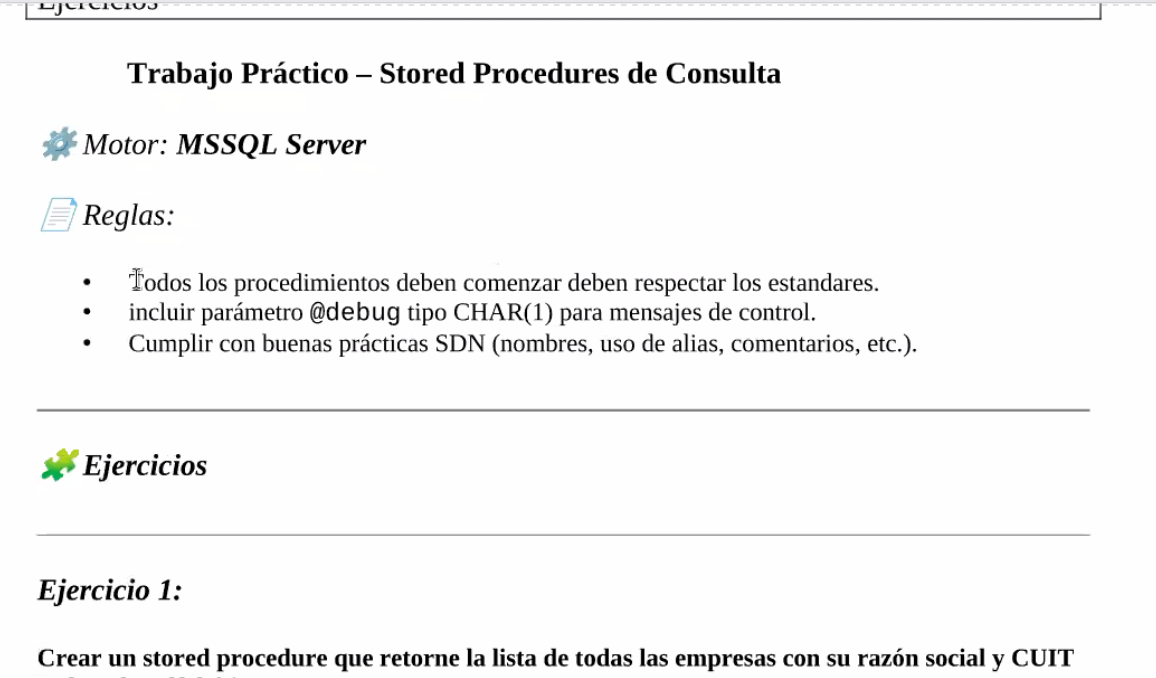 Ejercicios
Trabajo Práctico – Stored Procedures de Consulta
Motor: MSSQL Server
Reglas:
Todos los procedimientos deben comenzar deben respectar los estandares.
incluir parámetro @debug tipo CHAR(1) para mensajes de control.
Cumplir con buenas prácticas SDN (nombres, uso de alias, comentarios, etc.).
Ejercicios
Ejercicio 1:
Crear un stored procedure que retorne la lista de todas las empresas con su razón social y CUIT